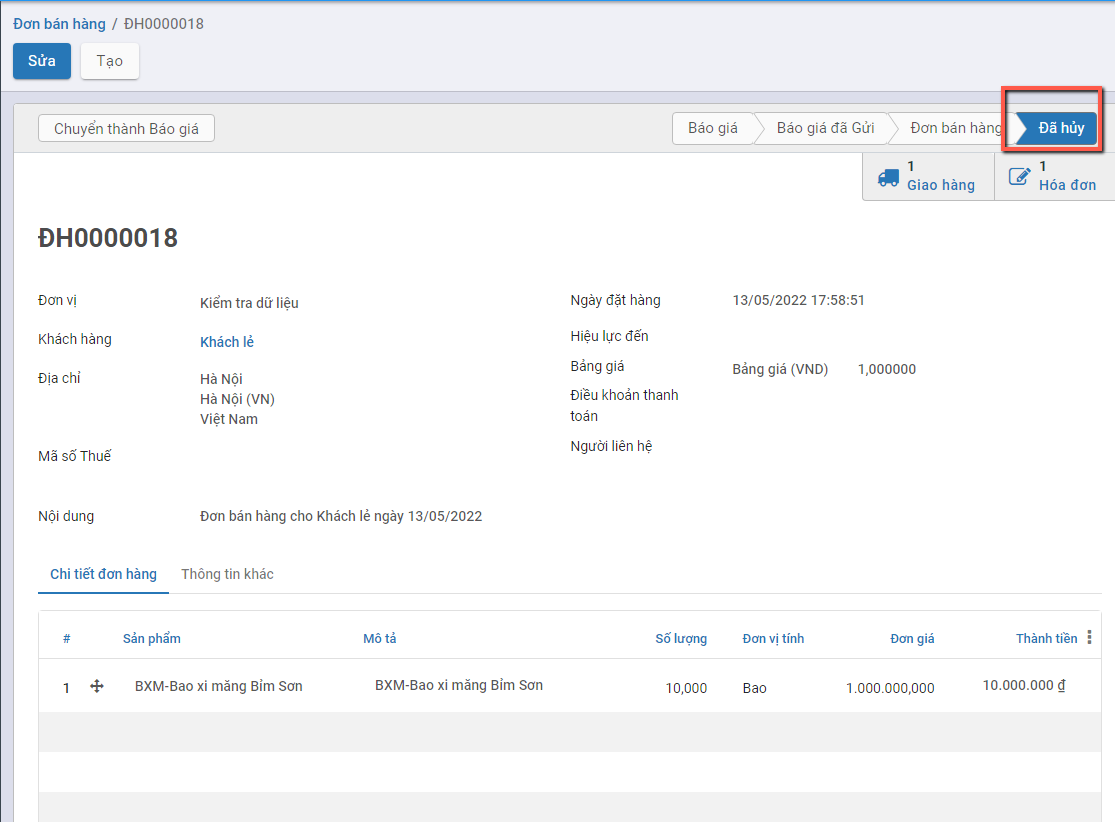 Đơn bán hàng / ĐH0000018
Sửa Tạo
Chuyển thành Báo giá Báo giá Báo giá đã Gửi Đơn bán hàng Đã hủy
1 Giao hàng 1 Hóa đơn
ĐH0000018
Đơn vị Kiểm tra dữ liệu
Khách hàng Khách lẻ
Địa chỉ Hà Nội
Hà Nội (VN)
Việt Nam
Mã số Thuế
Ngày đặt hàng 13/05/2022 17:58:51
Hiệu lực đến
Bảng giá Bảng giá (VND) 1,000000
Điều khoản thanh
toán
Người liên hệ
Nội dung Đơn bán hàng cho Khách lẻ ngày 13/05/2022
Chi tiết đơn hàng Thông tin khác
# Sản phẩm Mô tả Số lượng Đơn vị tính Đơn giá Thành tiền
1 BXM-Bao xi măng Bỉm Sơn BXM-Bao xi măng Bỉm Sơn 10,000 Bao 1.000.000,000 10.000.000 ₫